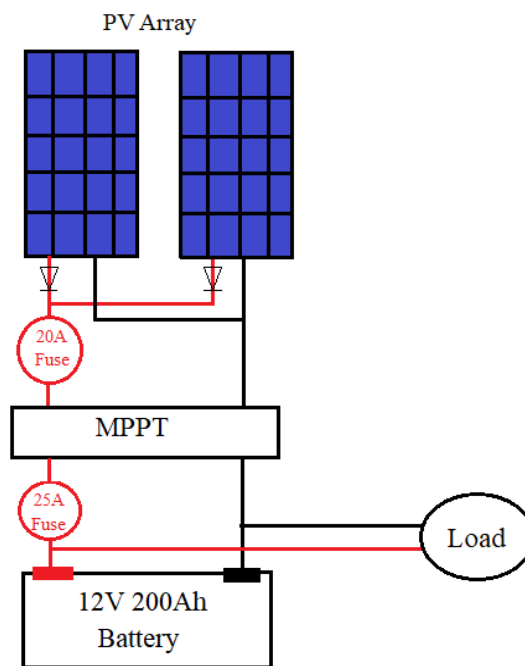 PV Array
20A
Fuse
MPPT
25A
Fuse
Load
12V 200Ah
Battery